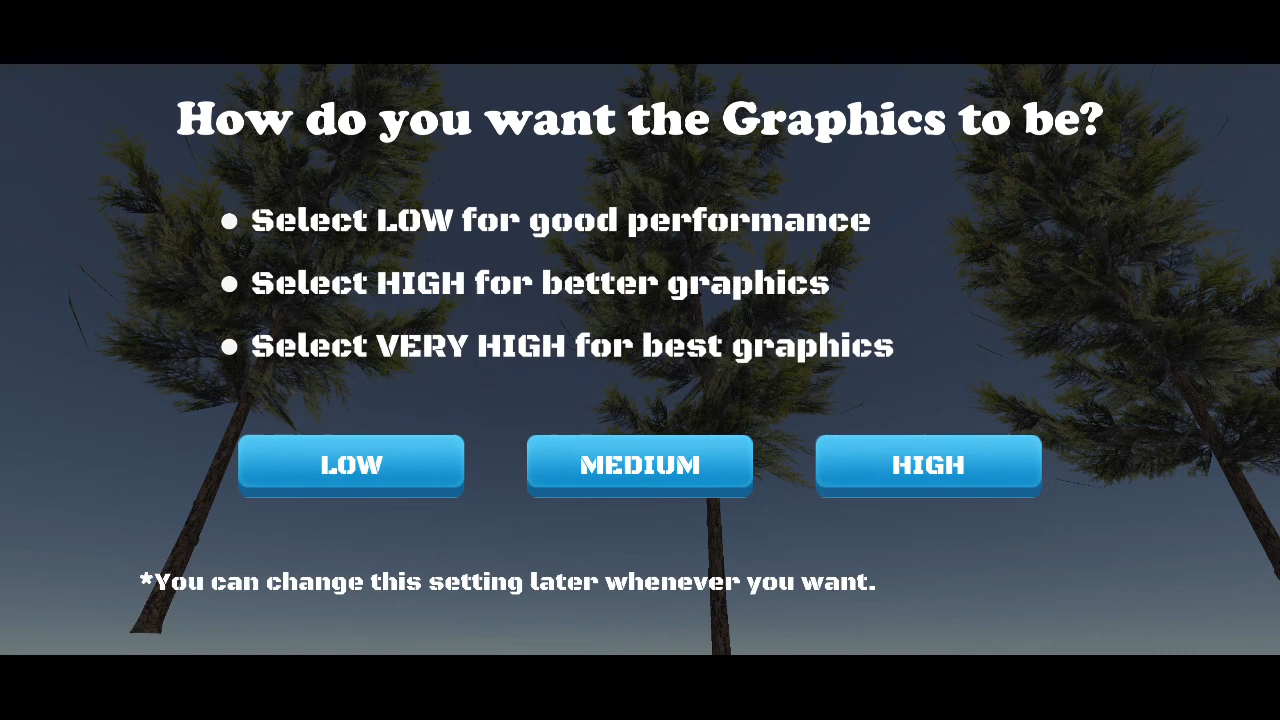 How do you want the Graphics to be?
● Select LOW for good performance
● Select HIGH for better graphics
● Select VERY HIGH for best graphics
LOW MEDIUM HIGH
*You can change this setting later whenever you want.